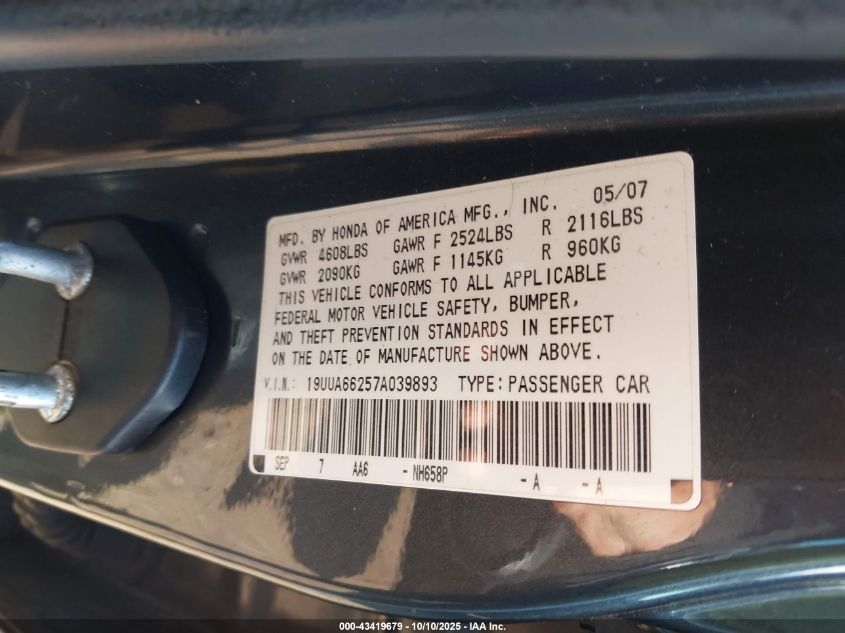 MFD. BY HONDA OF AMERICA MFG., INC. 05/07
GVWR 4608LBS GAWR F 2524LBS R 2116LBS
GVWR 2090KG GAWR F 1145KG R 960KG
THIS VEHICLE CONFORMS TO ALL APPLICABLE
FEDERAL MOTOR VEHICLE SAFETY, BUMPER,
AND THEFT PREVENTION STANDARDS IN EFFECT
ON THE DATE OF MANUFACTURE SHOWN ABOVE.
V.I.N.: 19UUA66257A039893 TYPE: PASSENGER CAR
SEP 7 AA6 -NH658P -A -A
000-43419679 - 10/10/2025 - IAA Inc.